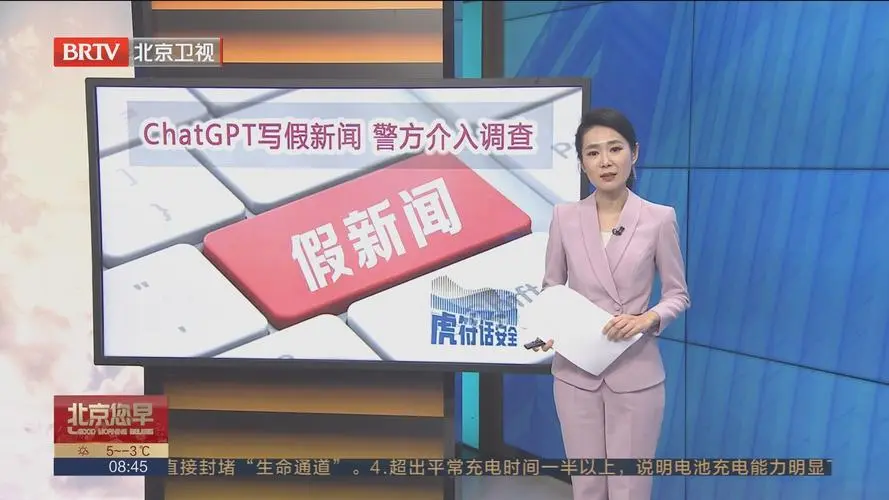 BRTV 北京卫视
ChatGPT写假新闻 警方介入调查
假新闻
虎符话安全
北京您早
GOOD MORNING BEIJING
5~-3℃
08:45
直接封堵“生命通道”。4.超出平常充电时间一半以上，说明电池充电能力明显